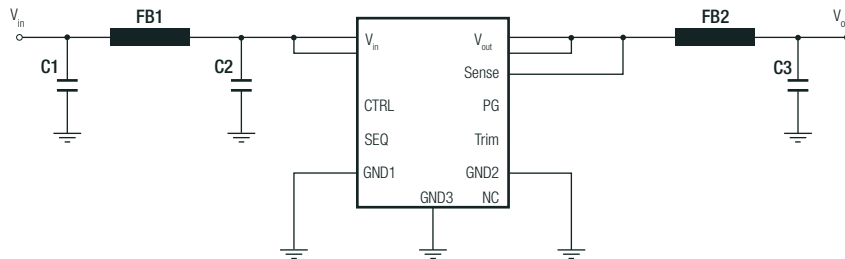 Vin
FB1
C1
C2
Vin
Vout
Sense
CTRL
PG
SEQ
Trim
GND1
GND2
GND3
NC
FB2
C3
Vo